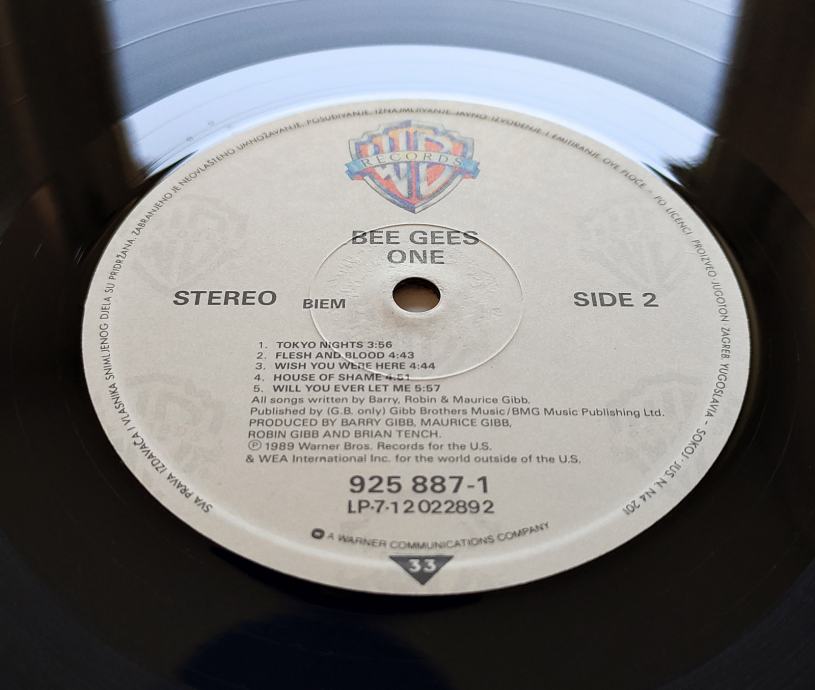 SVA PRAVA IZDAVAČA I VLASNIKA SNIMLJENOG DJELA SU PRIDRŽANA. ZABRANJENO JE NEOVLAŠTENO UMNOŽAVANJE, POSUĐIVANJE, IZNAJMLJIVANJE, JAVNO IZVOĐENJE I EMITIRANJE OVE PLOČE - PO LICENCI PROIZVEO JUGOTON ZAGREB YUGOSLAVIA - SOKOJ - JUS N. N4 201
RECORDS
BEE GEES
ONE
STEREO BIEM SIDE 2
1. TOKYO NIGHTS 3:56
2. FLESH AND BLOOD 4:43
3. WISH YOU WERE HERE 4:44
4. HOUSE OF SHAME 4:51
5. WILL YOU EVER LET ME 5:57
All songs written by Barry, Robin & Maurice Gibb.
Published by (G.B. only) Gibb Brothers Music/BMG Music Publishing Ltd.
PRODUCED BY BARRY GIBB, MAURICE GIBB,
ROBIN GIBB AND BRIAN TENCH.
Ⓟ 1989 Warner Bros. Records for the U.S.
& WEA International Inc. for the world outside of the U.S.
925 887-1
LP-7-1 2 022892
A WARNER COMMUNICATIONS COMPANY
33